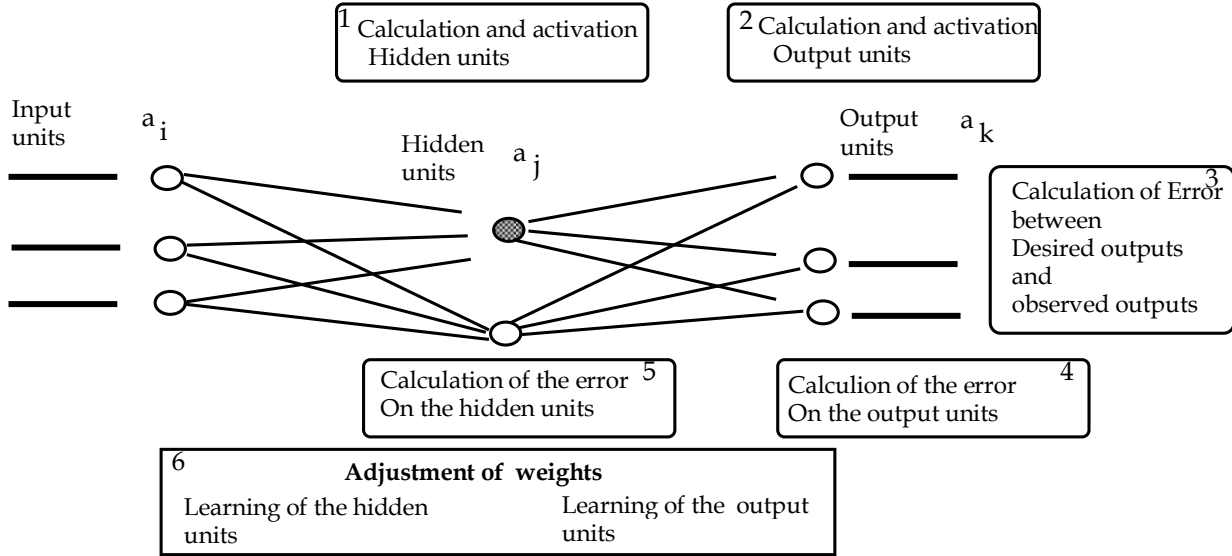 1
Calculation and activation
Hidden units
2
Calculation and activation
Output units
Input
units
a i
Hidden
units
a j
Output
units
a k
3
Calculation of Error
between
Desired outputs
and
observed outputs
Calculation of the error 5
On the hidden units
Calculion of the error 4
On the output units
6
Adjustment of weights
Learning of the hidden
units
Learning of the output
units